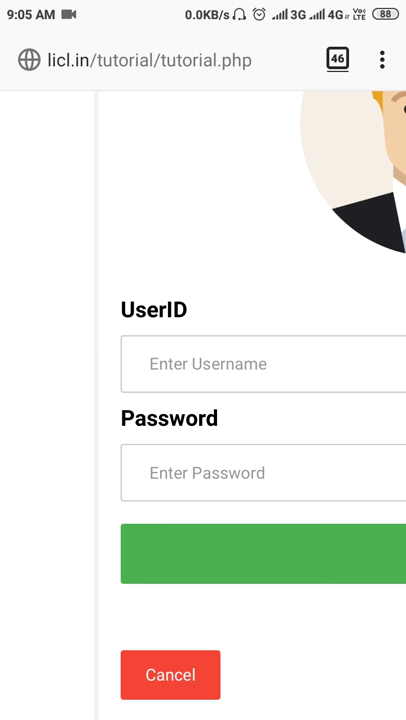 9:05 AM 0.0KB/s 3G 4G Vo) LTE 88
licl.in/tutorial/tutorial.php 46
UserID
Enter Username
Password
Enter Password
Cancel